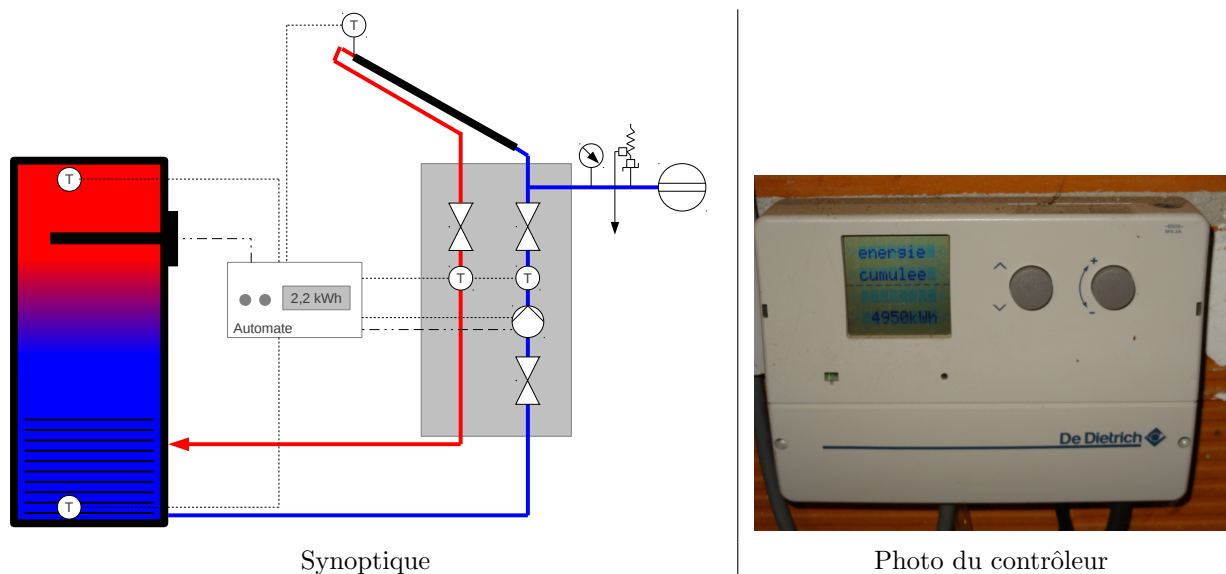 T
T
T
T
2,2 kWh
Automate
T
Synoptique
energie
cumulee
4950kWh
De Dietrich
Photo du contrôleur